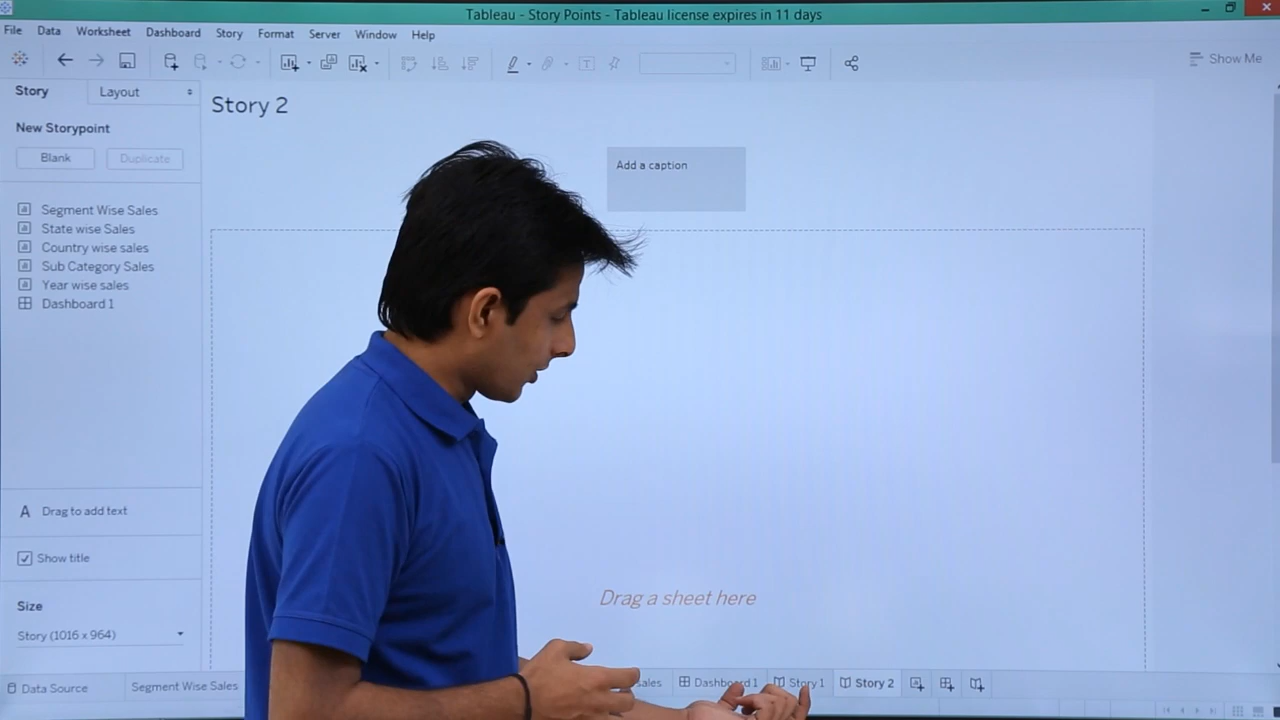 Tableau - Story Points - Tableau license expires in 11 days
File Data Worksheet Dashboard Story Format Server Window Help
Show Me
Story Layout
Story 2
New Storypoint
Blank Duplicate
Add a caption
Segment Wise Sales
State wise Sales
Country wise sales
Sub Category Sales
Year wise sales
Dashboard 1
A Drag to add text
Show title
Drag a sheet here
Size
Story (1016 x 964)
Data Source Segment Wise Sales sales Dashboard 1 Story 1 Story 2